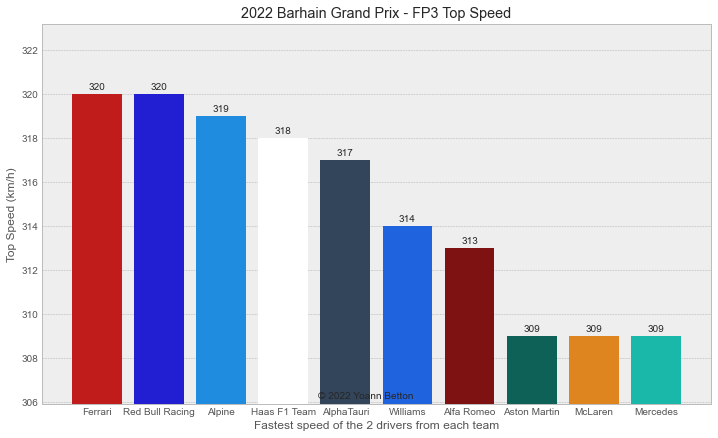 2022 Barhain Grand Prix - FP3 Top Speed
Top Speed (km/h)
322
320
318
316
314
312
310
308
306
320
320
319
318
317
314
313
309
309
309
© 2022 Yoann Betton
Ferrari
Red Bull Racing
Alpine
Haas F1 Team
AlphaTauri
Williams
Alfa Romeo
Aston Martin
McLaren
Mercedes
Fastest speed of the 2 drivers from each team